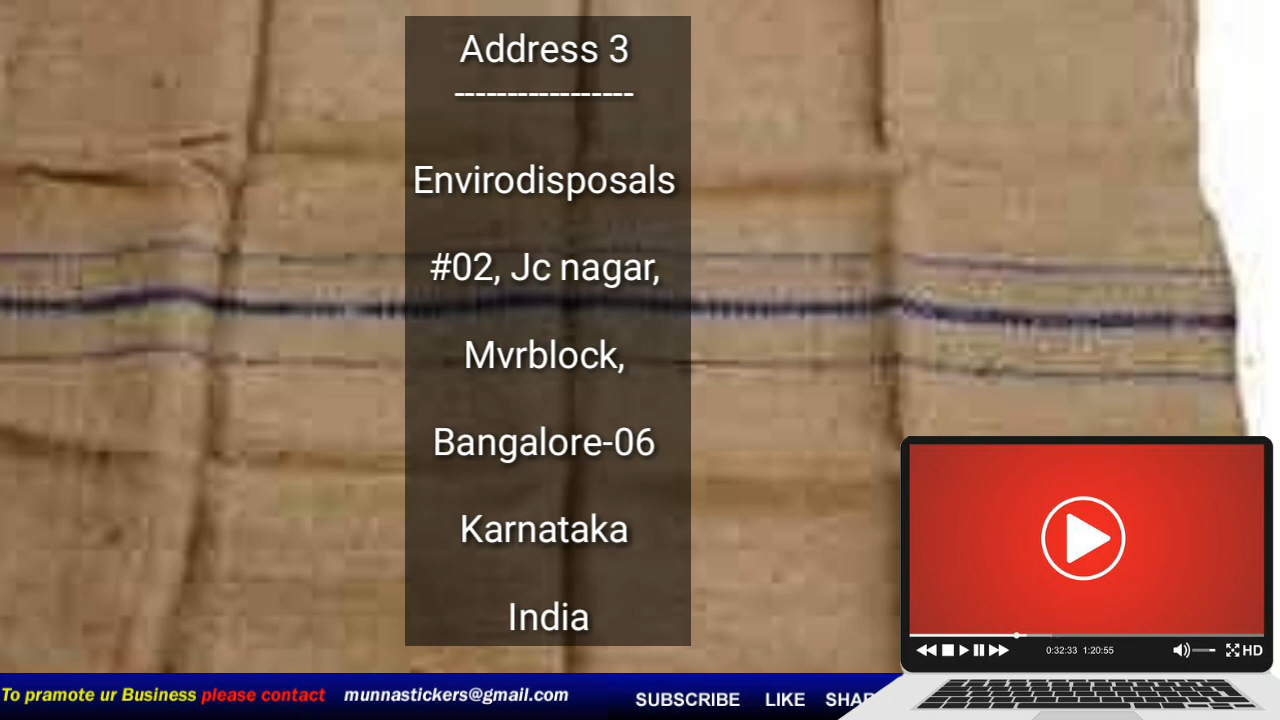 Address 3
-----------------
Envirodisposals
#02, Jc nagar,
Mvrblock,
Bangalore-06
Karnataka
India
0:32:33 1:20:55
HD
To pramote ur Business please contact munnastickers@gmail.com
SUBSCRIBE LIKE